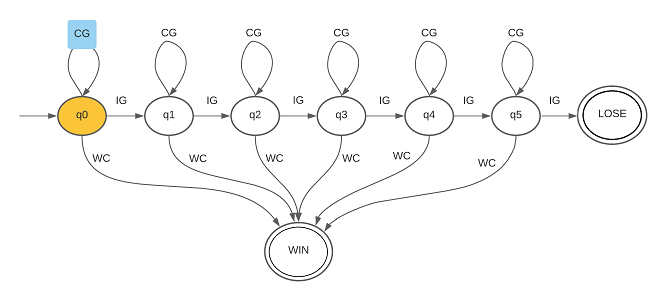 CG CG CG CG CG CG
IG IG IG IG IG IG
q0 q1 q2 q3 q4 q5 LOSE
WC WC WC WC WC WC
WIN